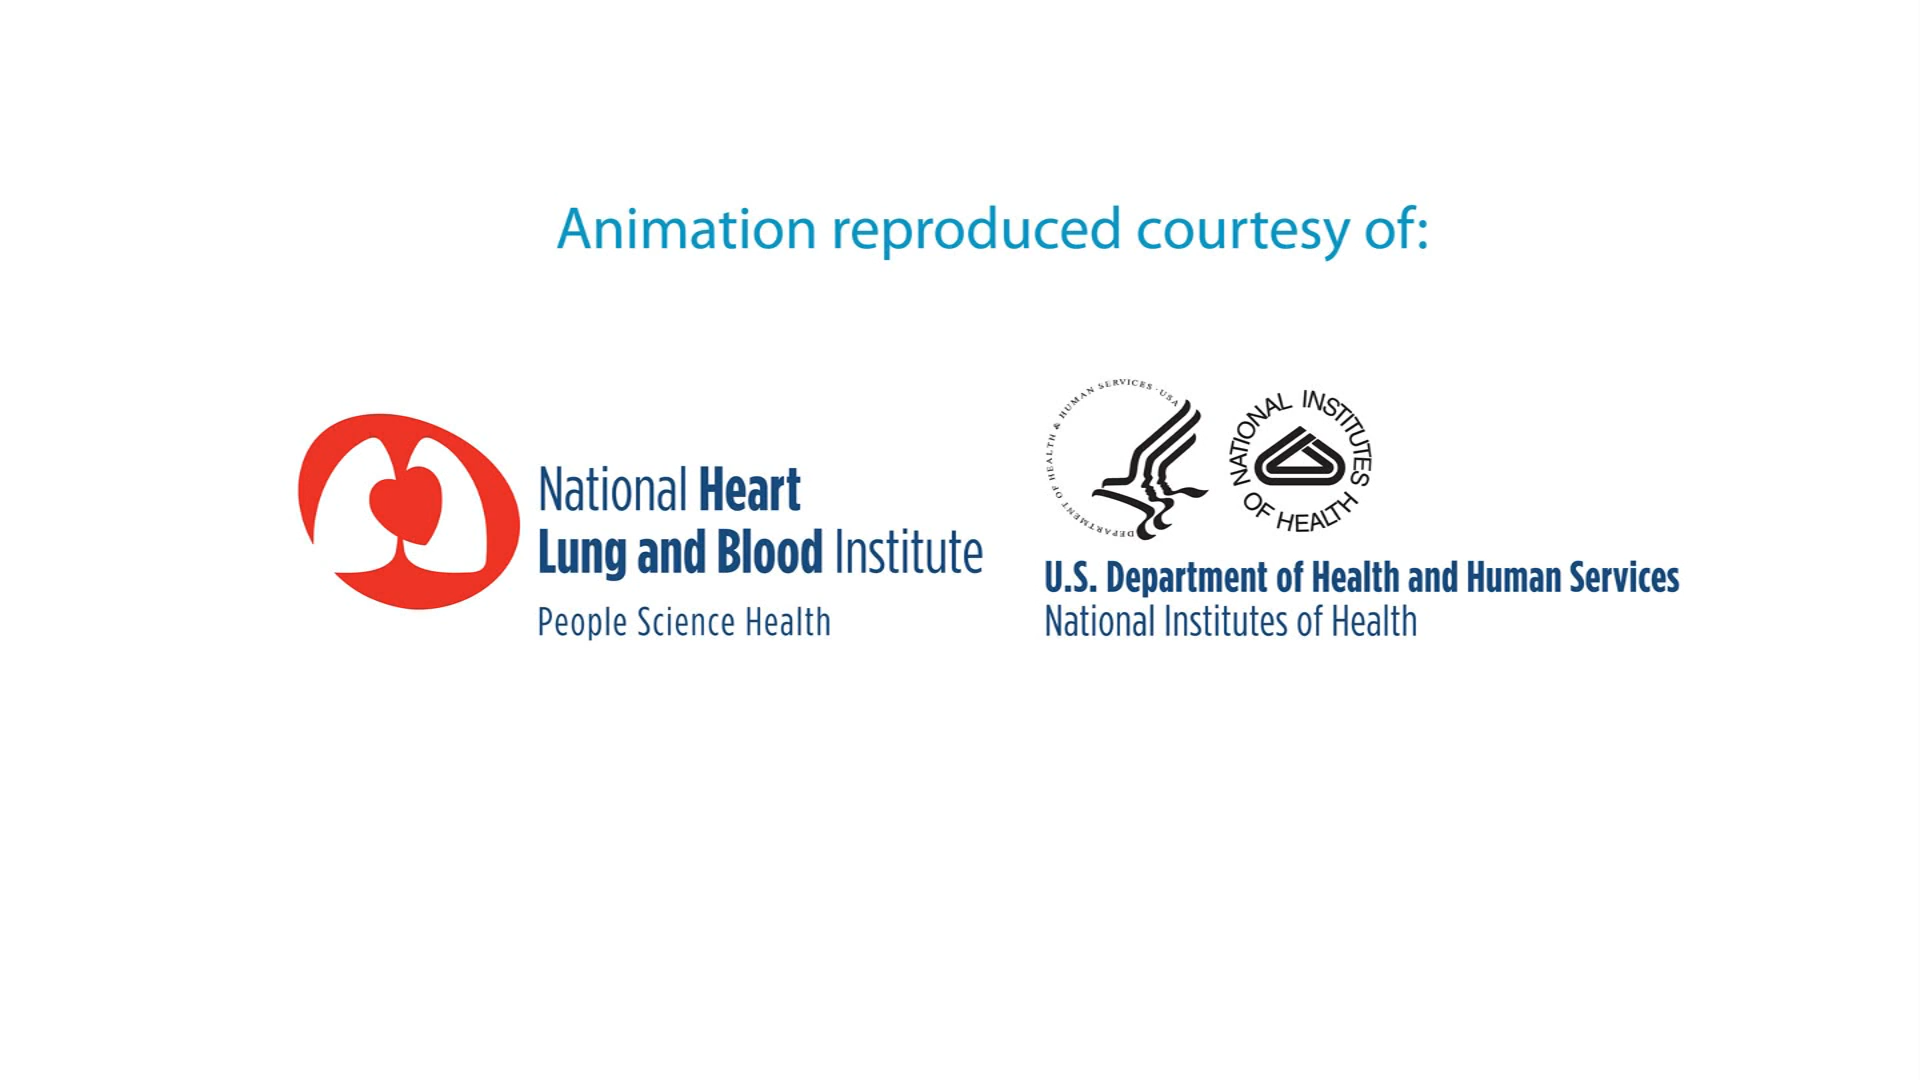 Animation reproduced courtesy of:
National Heart
Lung and Blood Institute
People Science Health
DEPARTMENT OF HEALTH & HUMAN SERVICES · USA
NATIONAL INSTITUTES
OF HEALTH
U.S. Department of Health and Human Services
National Institutes of Health